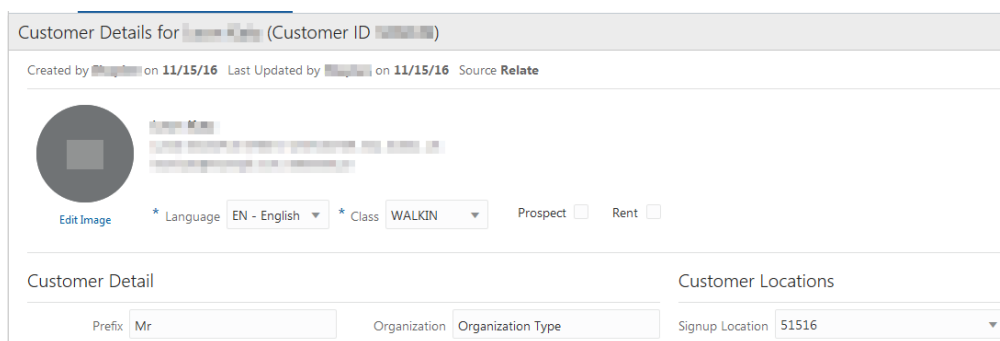 Customer Details for (Customer ID )
Created by on 11/15/16 Last Updated by on 11/15/16 Source Relate
Edit Image
* Language EN - English * Class WALKIN Prospect Rent
Customer Detail Customer Locations
Prefix Mr Organization Organization Type Signup Location 51516